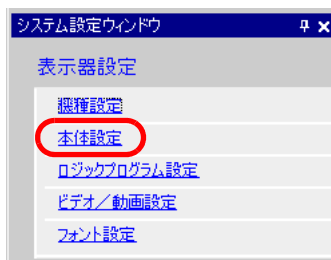 システム設定ウィンドウ
表示器設定
機種設定
本体設定
ロジックプログラム設定
ビデオ／動画設定
フォント設定